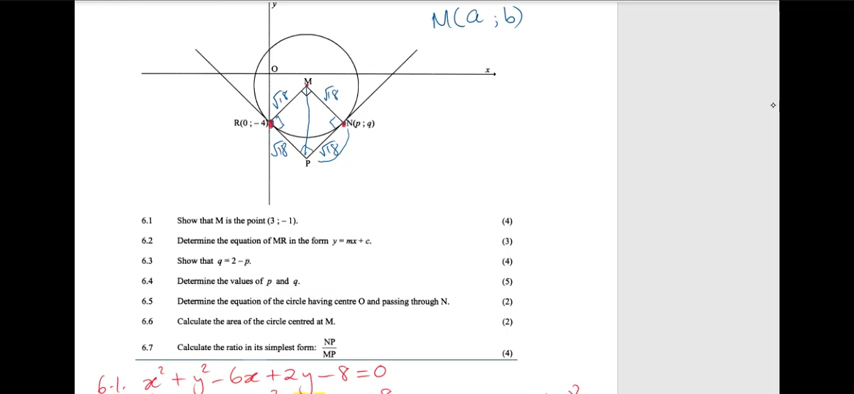 y
M(a ; b)
O
x
M
√18 √18
R(0 ; – 4) N(p ; q)
√18 √18
P
6.1 Show that M is the point (3 ; – 1). (4)
6.2 Determine the equation of MR in the form y = mx + c. (3)
6.3 Show that q = 2 – p. (4)
6.4 Determine the values of p and q. (5)
6.5 Determine the equation of the circle having centre O and passing through N. (2)
6.6 Calculate the area of the circle centred at M. (2)
6.7 Calculate the ratio in its simplest form: NP/MP (4)
6.1. x² + y² – 6x + 2y – 8 = 0